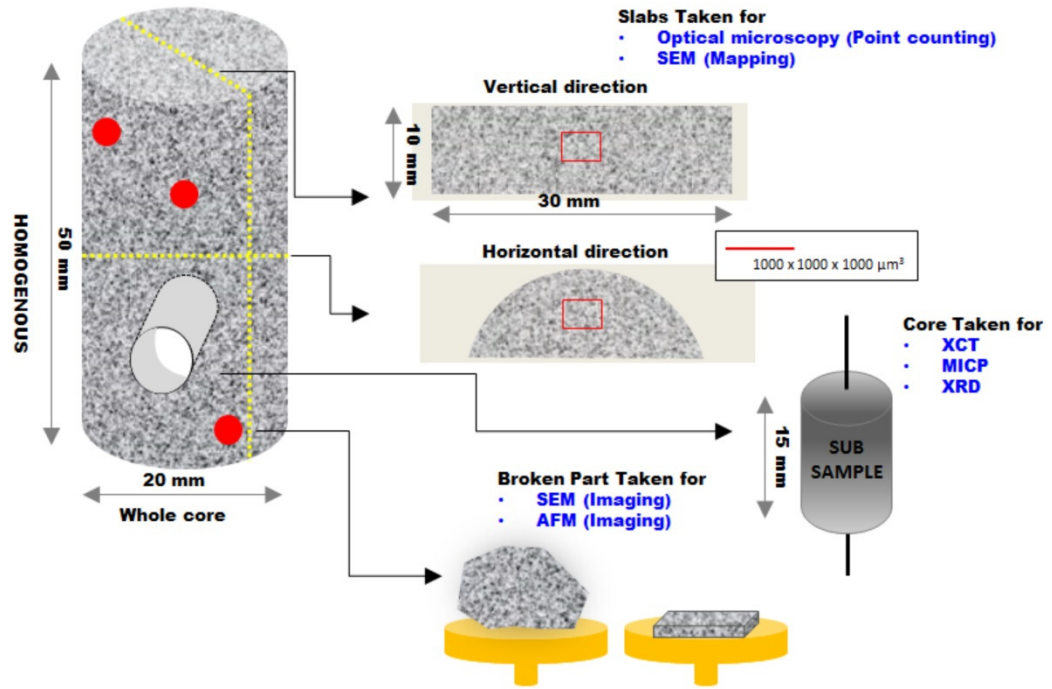 Slabs Taken for
• Optical microscopy (Point counting)
• SEM (Mapping)
Vertical direction
10 mm
30 mm
Horizontal direction
1000 x 1000 x 1000 µm³
HOMOGENOUS
50 mm
20 mm
Whole core
Core Taken for
• XCT
• MICP
• XRD
15 mm
SUB
SAMPLE
Broken Part Taken for
• SEM (Imaging)
• AFM (Imaging)